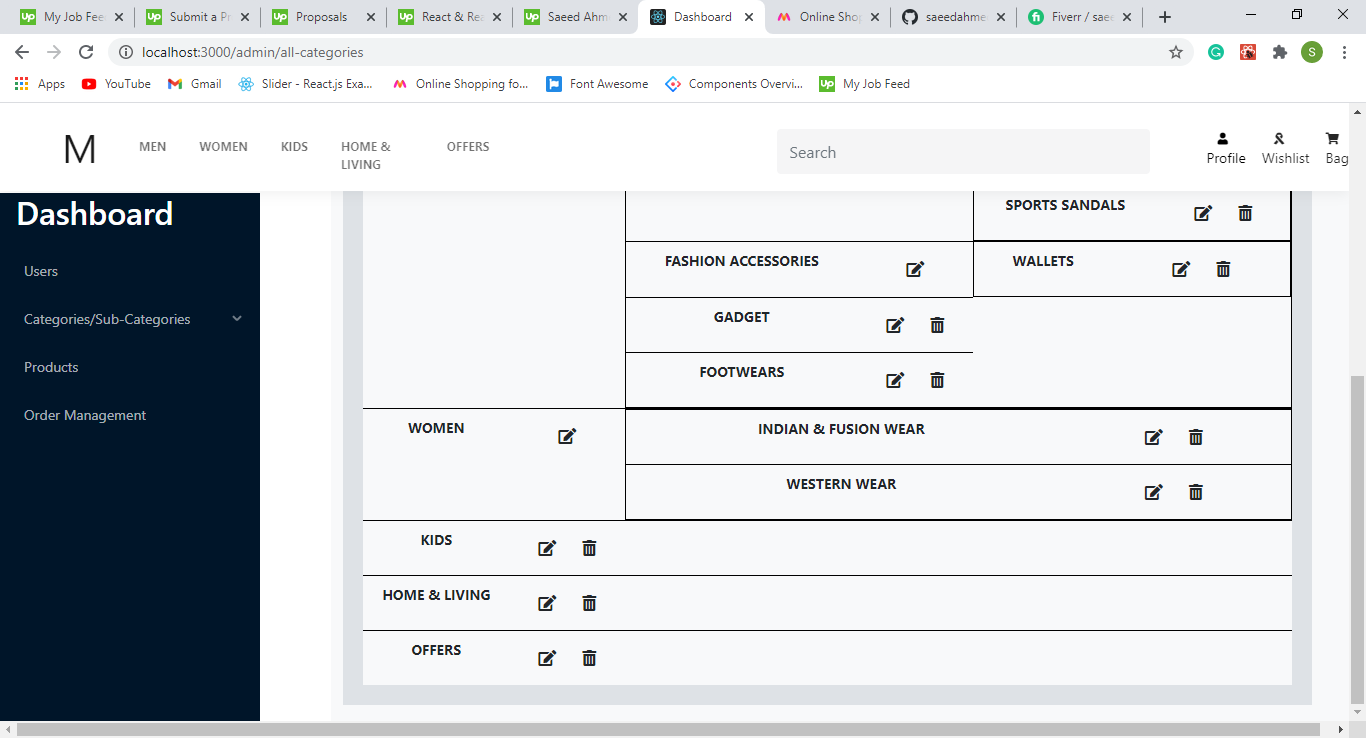 My Job Fee
Submit a Pr
Proposals
React & Rea
Saeed Ahm
Dashboard
Online Shop
saeedahme
Fiverr / saee
localhost:3000/admin/all-categories
S
Apps
YouTube
Gmail
Slider - React.js Exa...
Online Shopping fo...
Font Awesome
Components Overvi...
My Job Feed
M
MEN
WOMEN
KIDS
HOME &
LIVING
OFFERS
Search
Profile
Wishlist
Bag
Dashboard
Users
Categories/Sub-Categories
Products
Order Management
SPORTS SANDALS
FASHION ACCESSORIES
WALLETS
GADGET
FOOTWEARS
WOMEN
INDIAN & FUSION WEAR
WESTERN WEAR
KIDS
HOME & LIVING
OFFERS